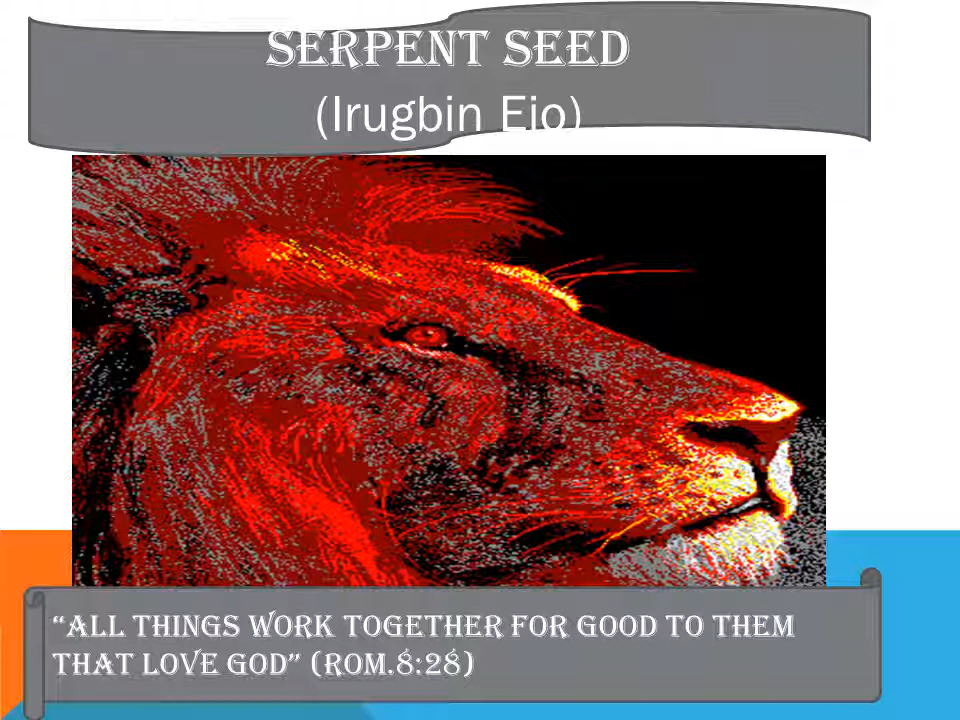 SERPENT SEED
(Irugbin Ejo)
“ALL THINGS WORK TOGETHER FOR GOOD TO THEM
THAT LOVE GOD” (ROM.8:28)